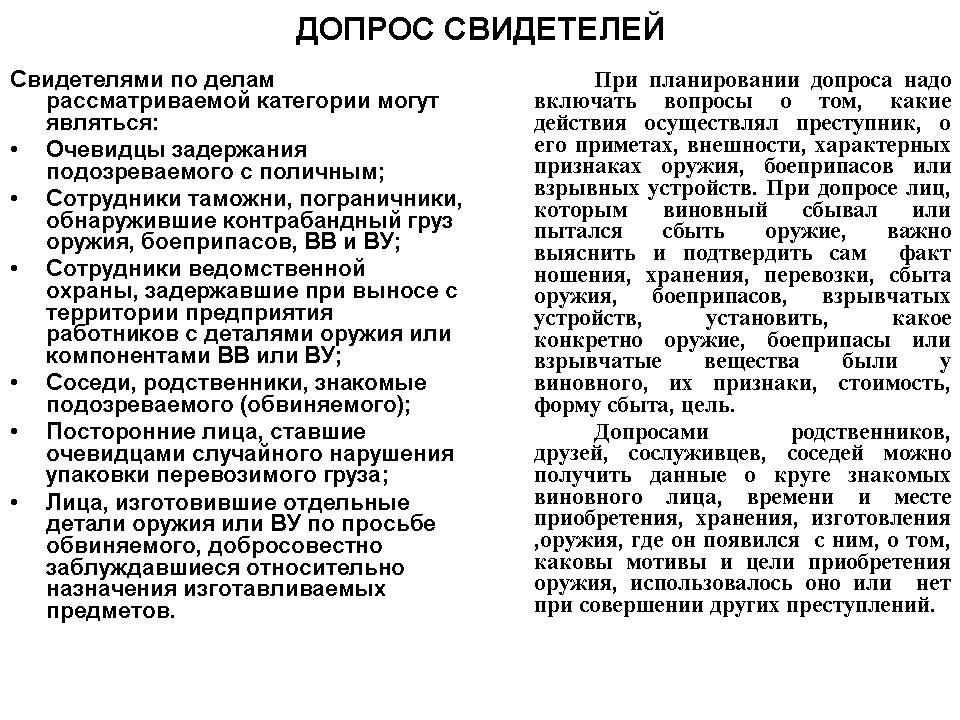 ДОПРОС СВИДЕТЕЛЕЙ
Свидетелями по делам
рассматриваемой категории могут
являться:
• Очевидцы задержания
подозреваемого с поличным;
• Сотрудники таможни, пограничники,
обнаружившие контрабандный груз
оружия, боеприпасов, ВВ и ВУ;
• Сотрудники ведомственной
охраны, задержавшие при выносе с
территории предприятия
работников с деталями оружия или
компонентами ВВ или ВУ;
• Соседи, родственники, знакомые
подозреваемого (обвиняемого);
• Посторонние лица, ставшие
очевидцами случайного нарушения
упаковки перевозимого груза;
• Лица, изготовившие отдельные
детали оружия или ВУ по просьбе
обвиняемого, добросовестно
заблуждавшиеся относительно
назначения изготавливаемых
предметов.
При планировании допроса надо
включать вопросы о том, какие
действия осуществлял преступник, о
его приметах, внешности, характерных
признаках оружия, боеприпасов или
взрывных устройств. При допросе лиц,
которым виновный сбывал или
пытался сбыть оружие, важно
выяснить и подтвердить сам факт
ношения, хранения, перевозки, сбыта
оружия, боеприпасов, взрывчатых
устройств, установить, какое
конкретно оружие, боеприпасы или
взрывчатые вещества были у
виновного, их признаки, стоимость,
форму сбыта, цель.
Допросами родственников,
друзей, сослуживцев, соседей можно
получить данные о круге знакомых
виновного лица, времени и месте
приобретения, хранения, изготовления
,оружия, где он появился с ним, о том,
каковы мотивы и цели приобретения
оружия, использовалось оно или нет
при совершении других преступлений.